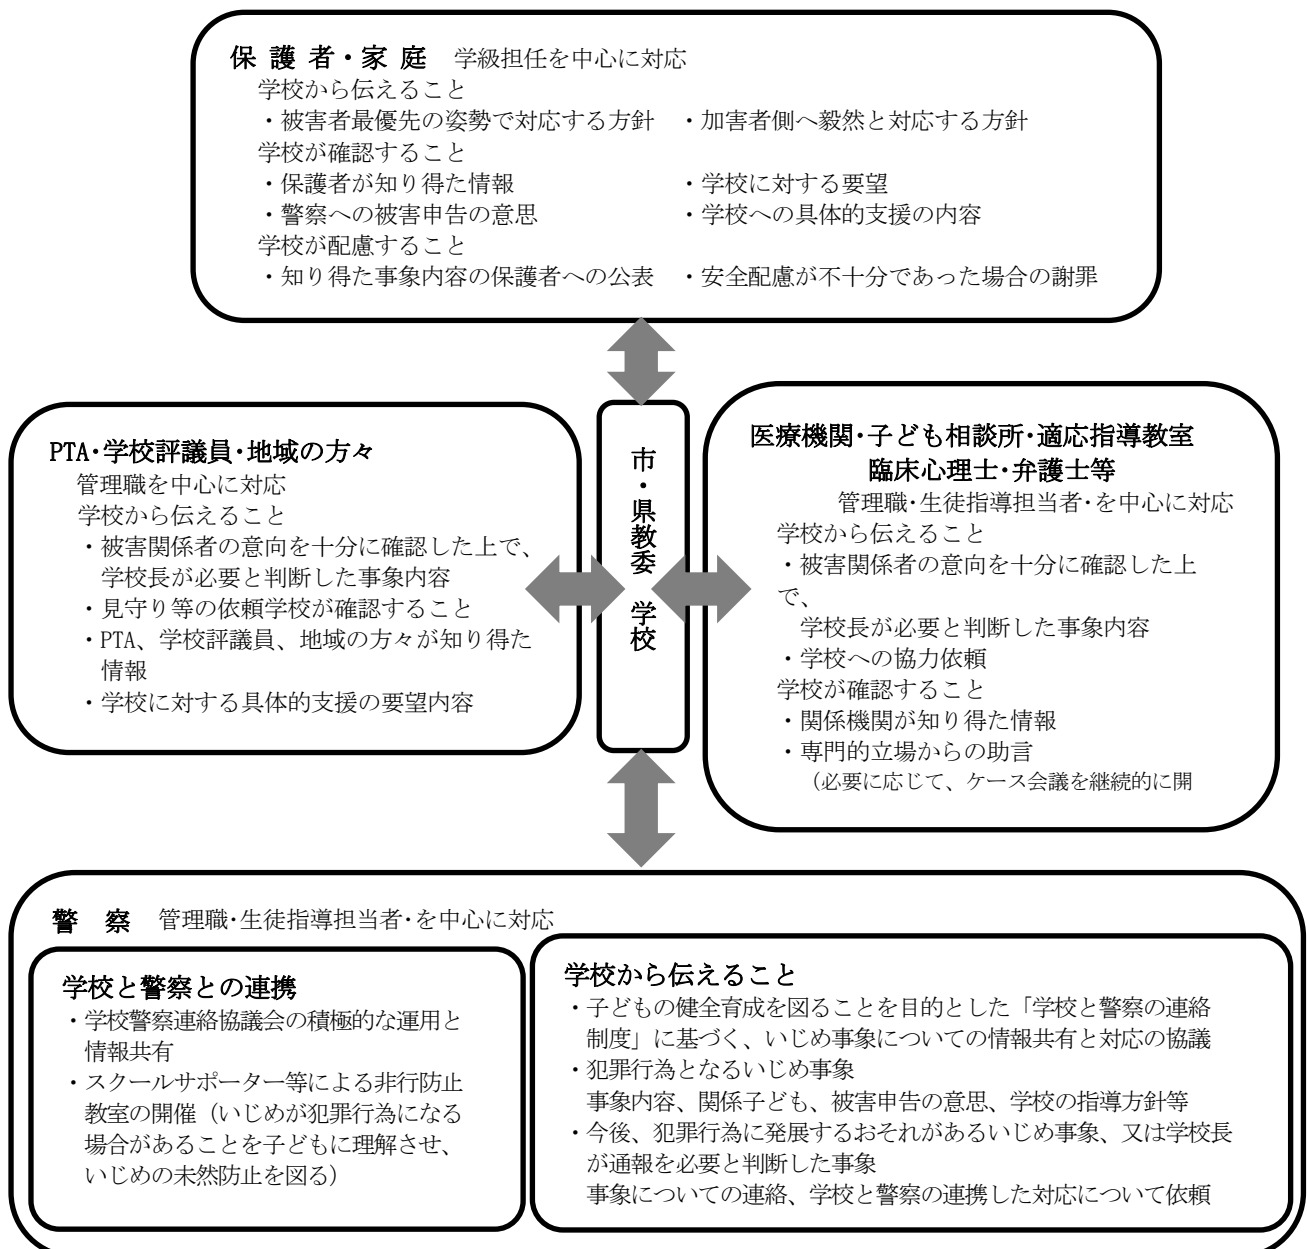 保 護 者・家 庭　学級担任を中心に対応
学校から伝えること
・被害者最優先の姿勢で対応する方針　・加害者側へ毅然と対応する方針
学校が確認すること
・保護者が知り得た情報　・学校に対する要望
・警察への被害申告の意思　・学校への具体的支援の内容
学校が配慮すること
・知り得た事象内容の保護者への公表　・安全配慮が不十分であった場合の謝罪
PTA・学校評議員・地域の方々
管理職を中心に対応
学校から伝えること
・被害関係者の意向を十分に確認した上で、
学校長が必要と判断した事象内容
・見守り等の依頼学校が確認すること
・PTA、学校評議員、地域の方々が知り得た
情報
・学校に対する具体的支援の要望内容
市・県教委　学校
医療機関・子ども相談所・適応指導教室
臨床心理士・弁護士等
管理職・生徒指導担当者・を中心に対応
学校から伝えること
・被害関係者の意向を十分に確認した上
で、
学校長が必要と判断した事象内容
・学校への協力依頼
学校が確認すること
・関係機関が知り得た情報
・専門的立場からの助言
（必要に応じて、ケース会議を継続的に開
警　察　管理職・生徒指導担当者・を中心に対応
学校と警察との連携
・学校警察連絡協議会の積極的な運用と
情報共有
・スクールサポーター等による非行防止
教室の開催（いじめが犯罪行為になる
場合があることを子どもに理解させ、
いじめの未然防止を図る）
学校から伝えること
・子どもの健全育成を図ることを目的とした「学校と警察の連絡
制度」に基づく、いじめ事象についての情報共有と対応の協議
・犯罪行為となるいじめ事象
事象内容、関係子ども、被害申告の意思、学校の指導方針等
・今後、犯罪行為に発展するおそれがあるいじめ事象、又は学校長
が通報を必要と判断した事象
事象についての連絡、学校と警察の連携した対応について依頼